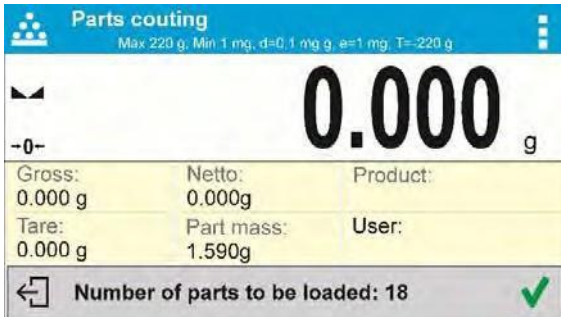 Parts couting
Max 220 g, Min 1 mg, d=0.1 mg g, e=1 mg, T=-220 g
0.000 g
→0←
Gross: Netto: Product:
0.000 g 0.000g
Tare: Part mass: User:
0.000 g 1.590g
Number of parts to be loaded: 18